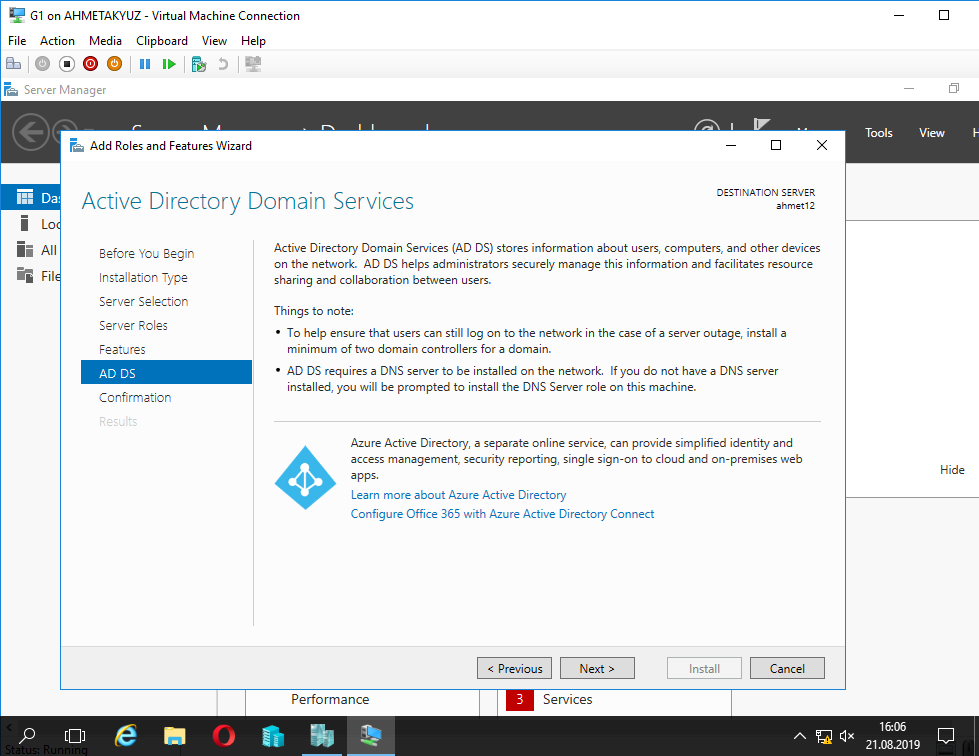 G1 on AHMETAKYUZ - Virtual Machine Connection
File Action Media Clipboard View Help
Server Manager
Tools View
Add Roles and Features Wizard
Active Directory Domain Services
DESTINATION SERVER
ahmet12
Before You Begin
Installation Type
Server Selection
Server Roles
Features
AD DS
Confirmation
Results
Active Directory Domain Services (AD DS) stores information about users, computers, and other devices
on the network. AD DS helps administrators securely manage this information and facilitates resource
sharing and collaboration between users.
Things to note:
• To help ensure that users can still log on to the network in the case of a server outage, install a
minimum of two domain controllers for a domain.
• AD DS requires a DNS server to be installed on the network. If you do not have a DNS server
installed, you will be prompted to install the DNS Server role on this machine.
Azure Active Directory, a separate online service, can provide simplified identity and
access management, security reporting, single sign-on to cloud and on-premises web
apps.
Learn more about Azure Active Directory
Configure Office 365 with Azure Active Directory Connect
Hide
< Previous Next > Install Cancel
Performance
3 Services
16:06
21.08.2019
Status: Running